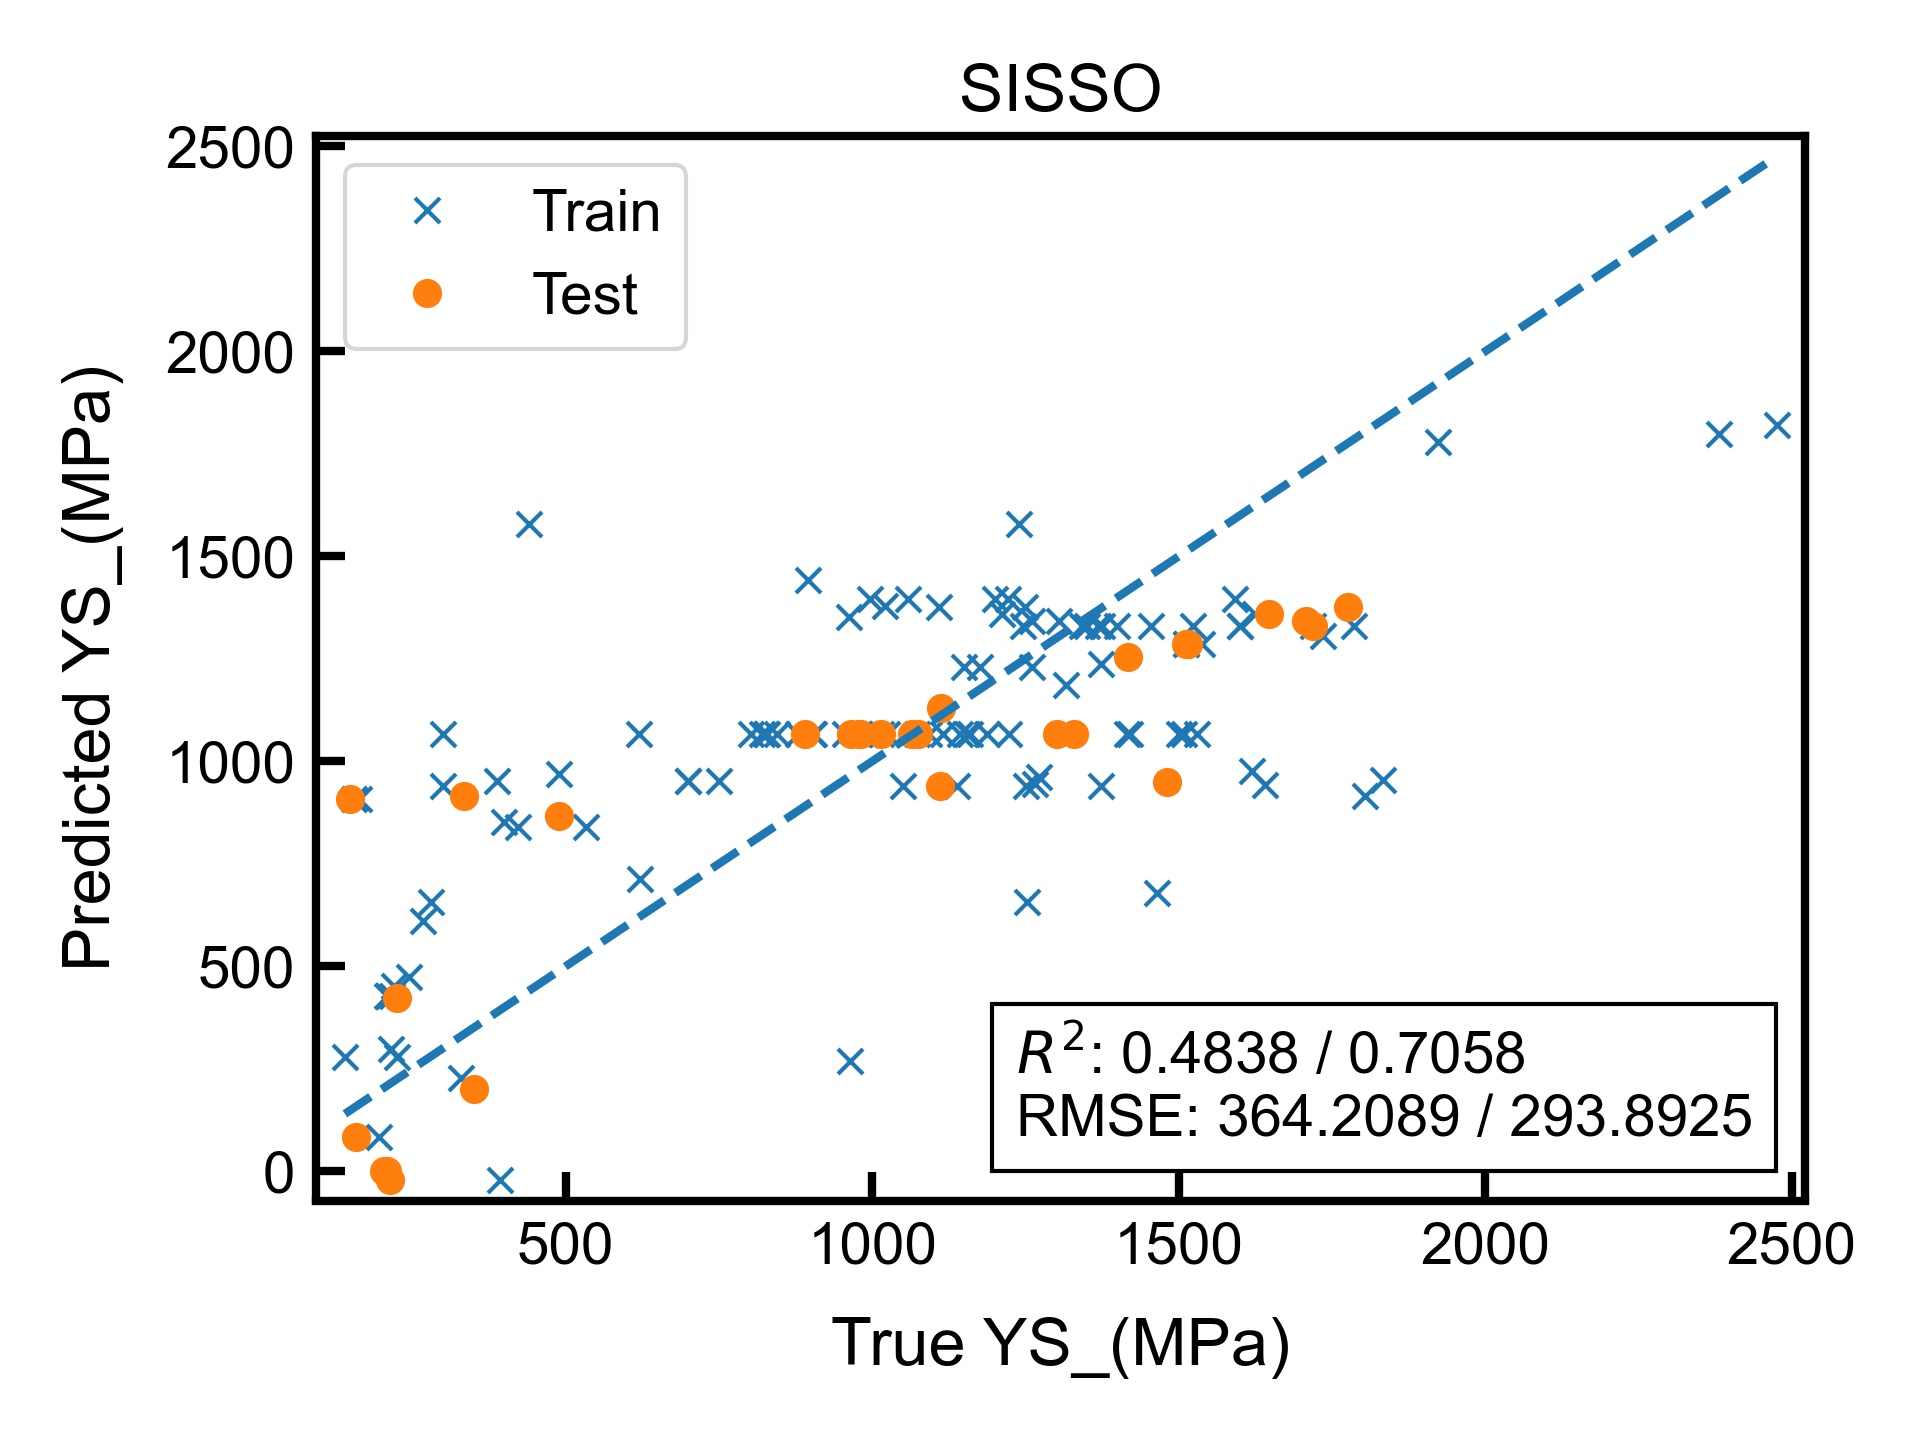 SISSO
2500
2000
1500
1000
500
0
Predicted YS_(MPa)
Train
Test
R²: 0.4838 / 0.7058
RMSE: 364.2089 / 293.8925
500 1000 1500 2000 2500
True YS_(MPa)